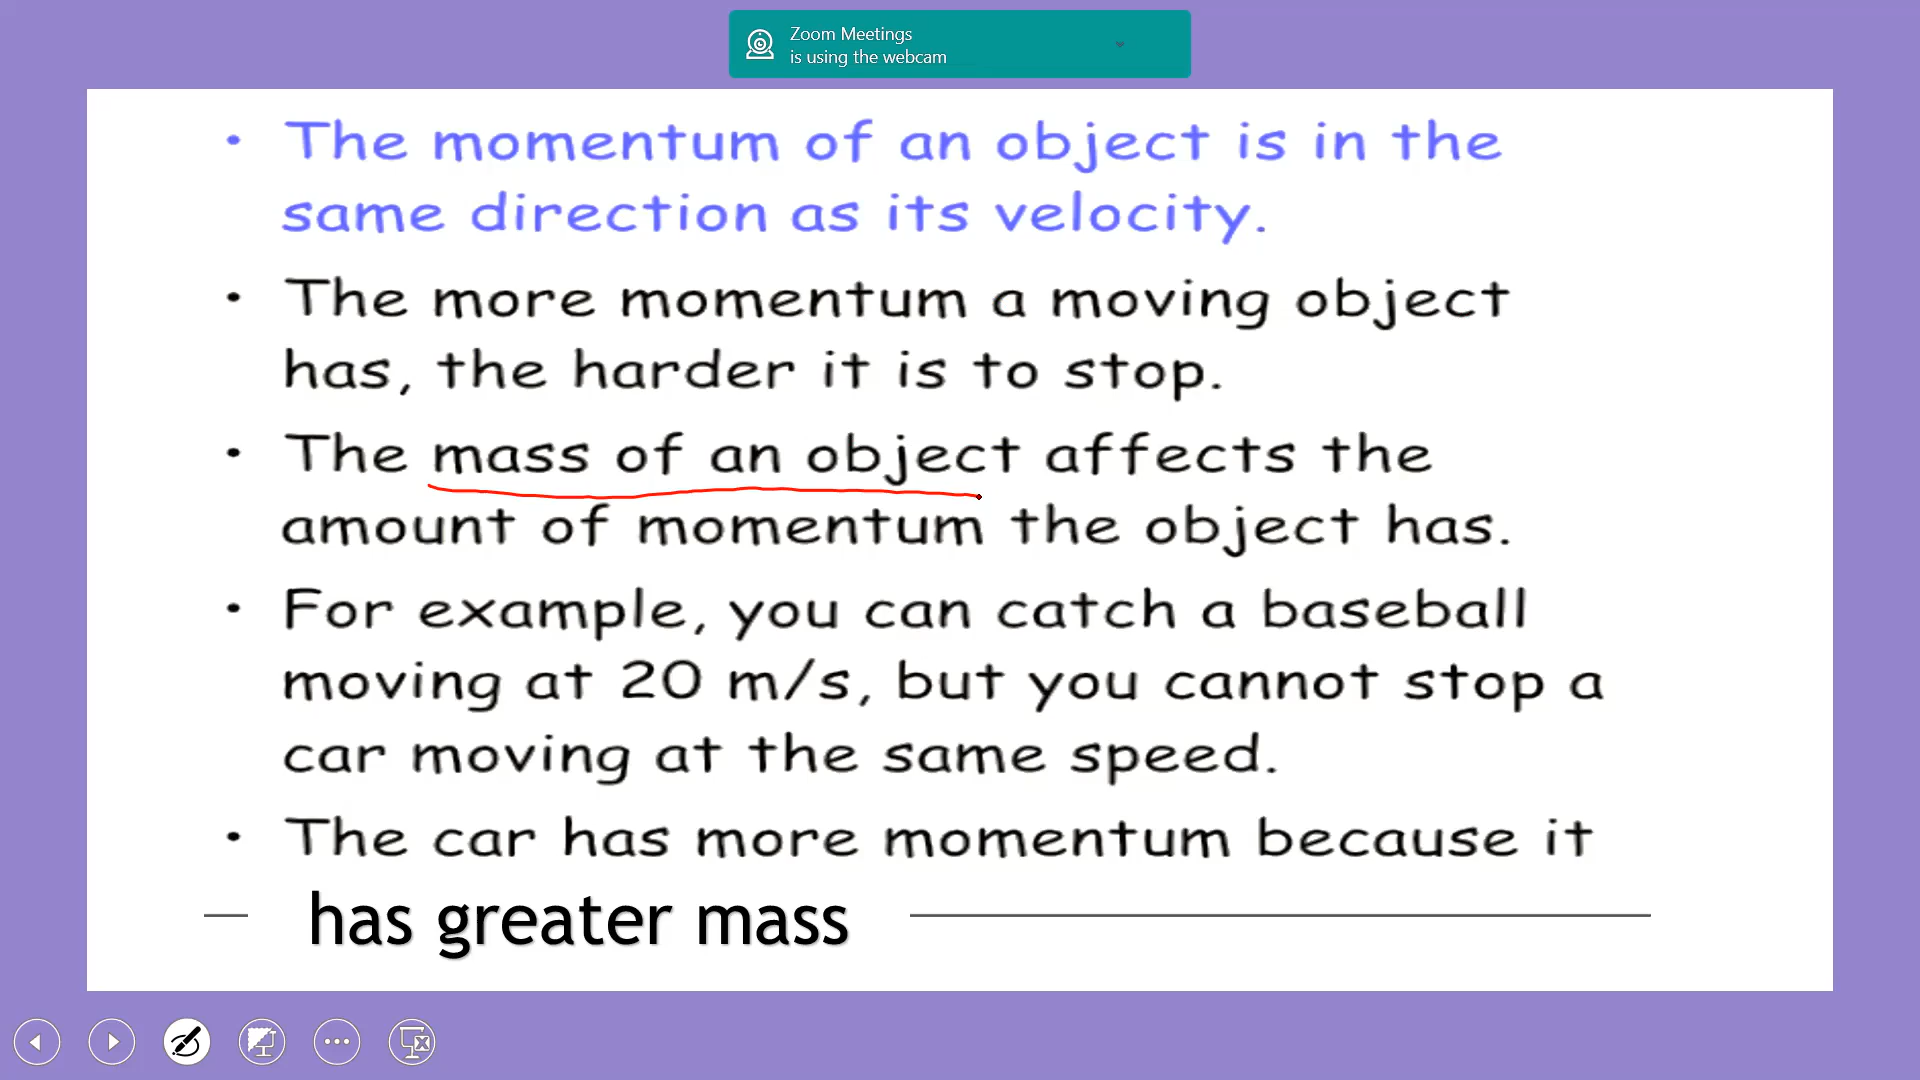 Zoom Meetings
is using the webcam
• The momentum of an object is in the
same direction as its velocity.
• The more momentum a moving object
has, the harder it is to stop.
• The mass of an object affects the
amount of momentum the object has.
• For example, you can catch a baseball
moving at 20 m/s, but you cannot stop a
car moving at the same speed.
• The car has more momentum because it
has greater mass